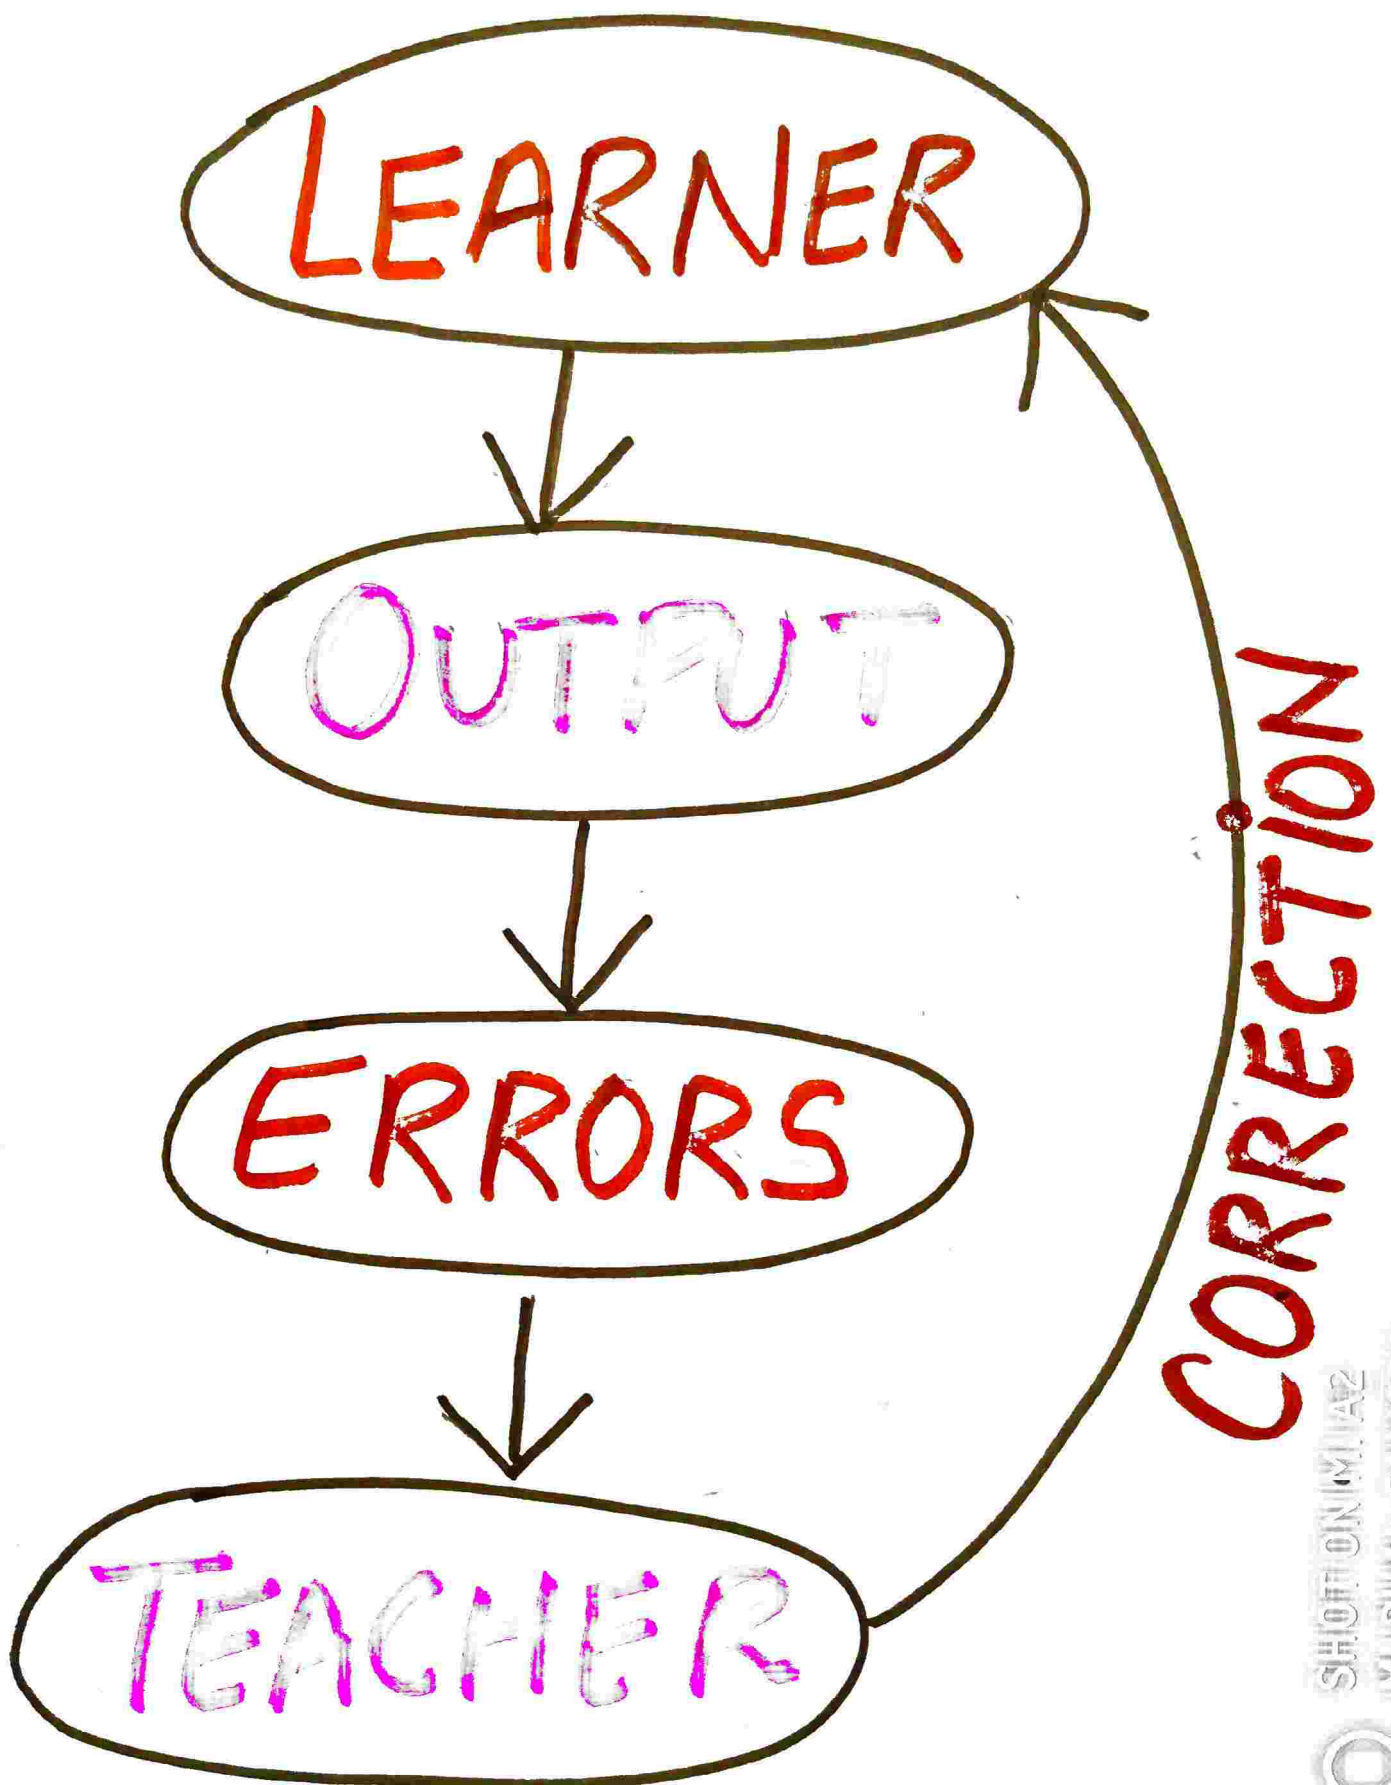 LEARNER
OUTPUT
ERRORS
TEACHER
CORRECTION
SHOT ON MI A2